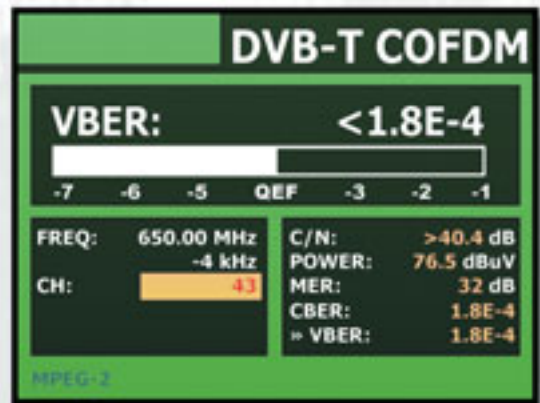 DVB-T COFDM
VBER: <1.8E-4
-7 -6 -5 QEF -3 -2 -1
FREQ: 650.00 MHz
-4 kHz
CH: 43
C/N: >40.4 dB
POWER: 76.5 dBuV
MER: 32 dB
CBER: 1.8E-4
» VBER: 1.8E-4
MPEG-2